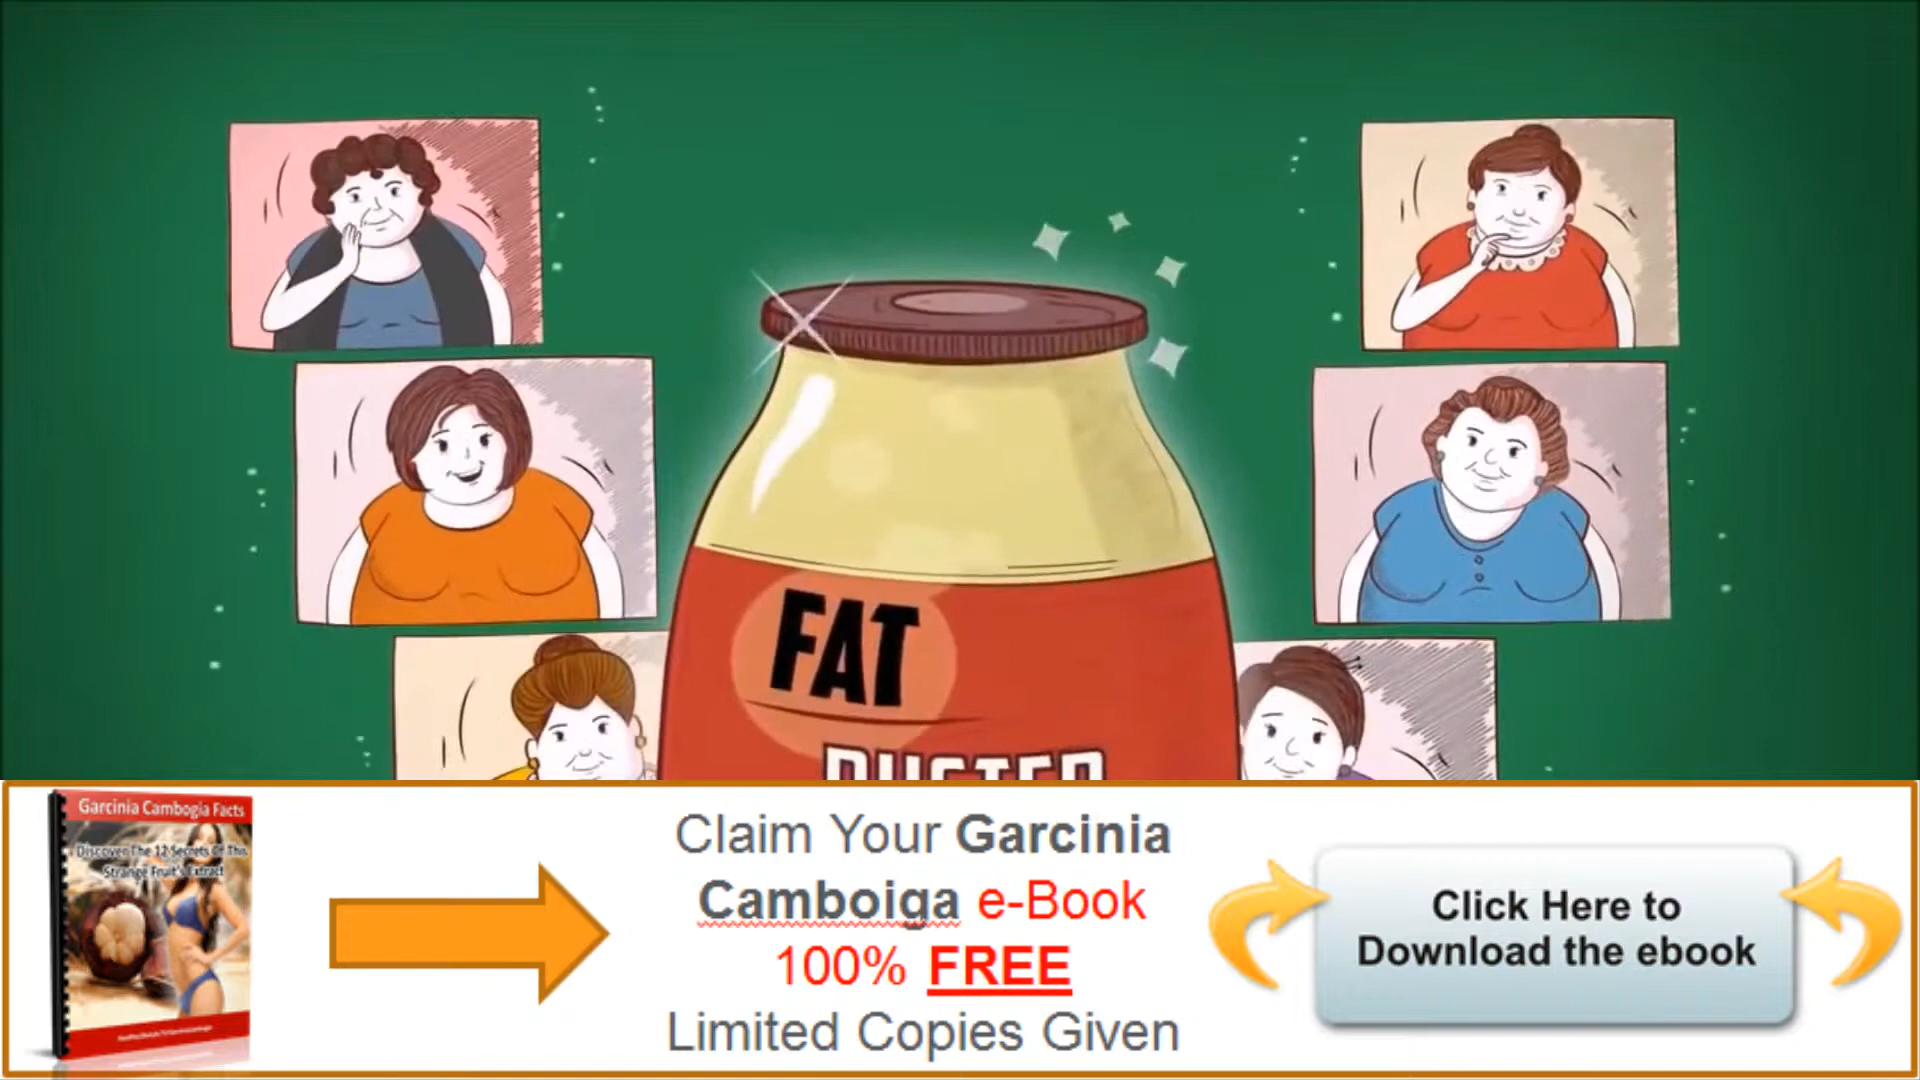 FAT
BUSTER
Garcinia Cambogia Facts
Discover The 12 Secrets Of This
Strange Fruit's Extract
Claim Your Garcinia
Camboiga e-Book
100% FREE
Limited Copies Given
Click Here to
Download the ebook